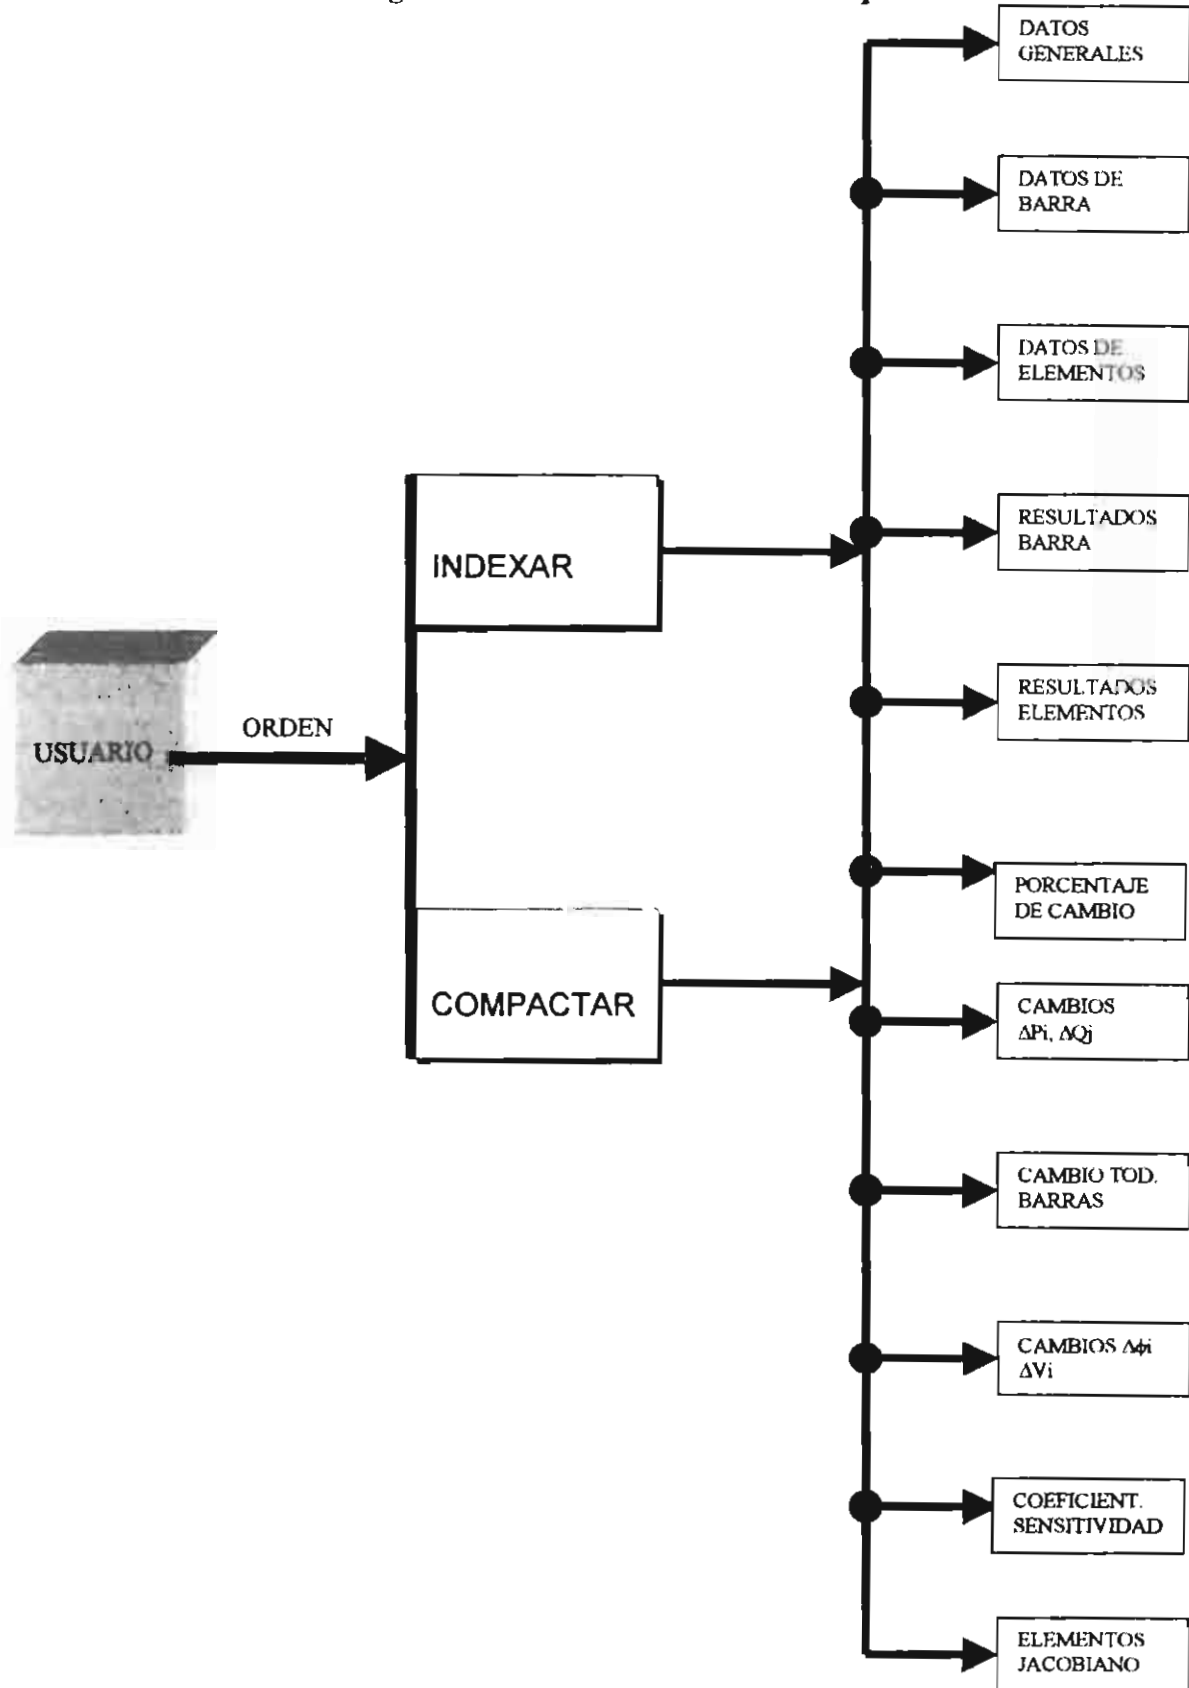 DATOS
GENERALES
DATOS DE
BARRA
DATOS DE
ELEMENTOS
RESULTADOS
BARRA
INDEXAR
RESULTADOS
ELEMENTOS
ORDEN
USUARIO
PORCENTAJE
DE CAMBIO
COMPACTAR
CAMBIOS
ΔPi, ΔQj
CAMBIO TOD.
BARRAS
CAMBIOS Δϕi
ΔVi
COEFICIENT.
SENSITIVIDAD
ELEMENTOS
JACOBIANO